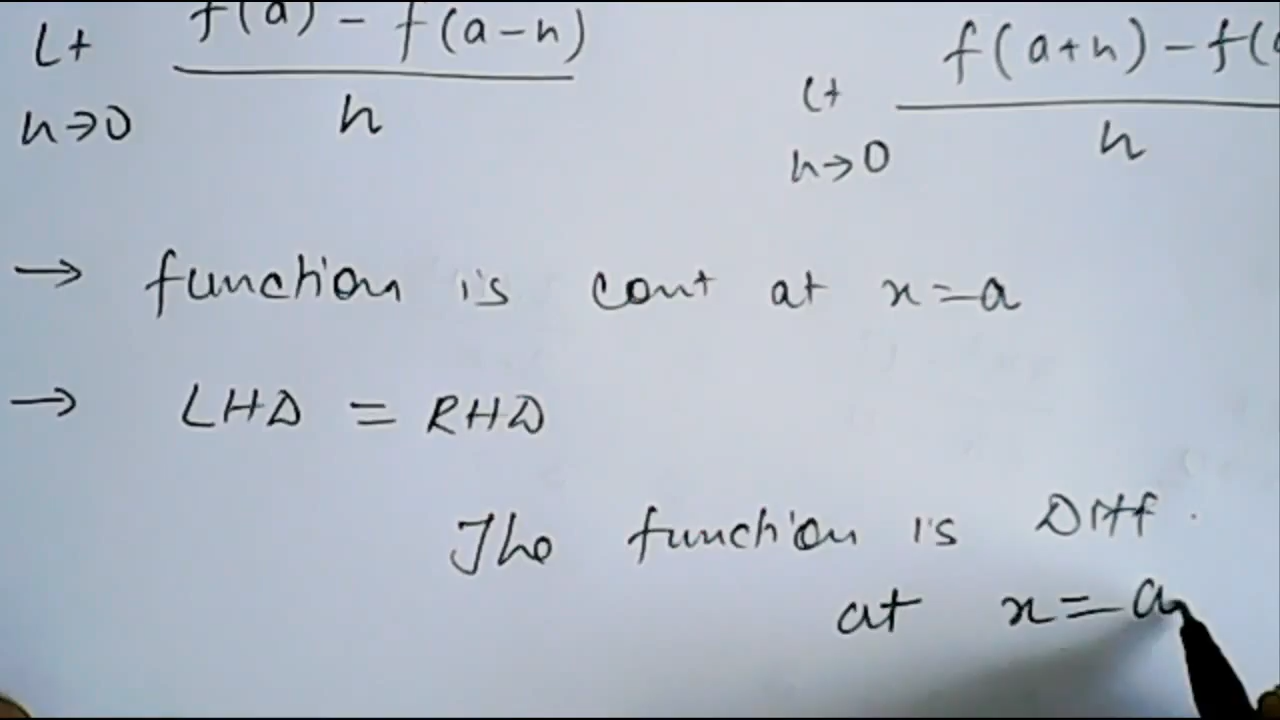 Lt f(a) - f(a-h)
h→0 h
Lt f(a+h) - f(
h→0 h
→ function is cont at x=a
→ LHD = RHD
The function is Diff.
at x=a